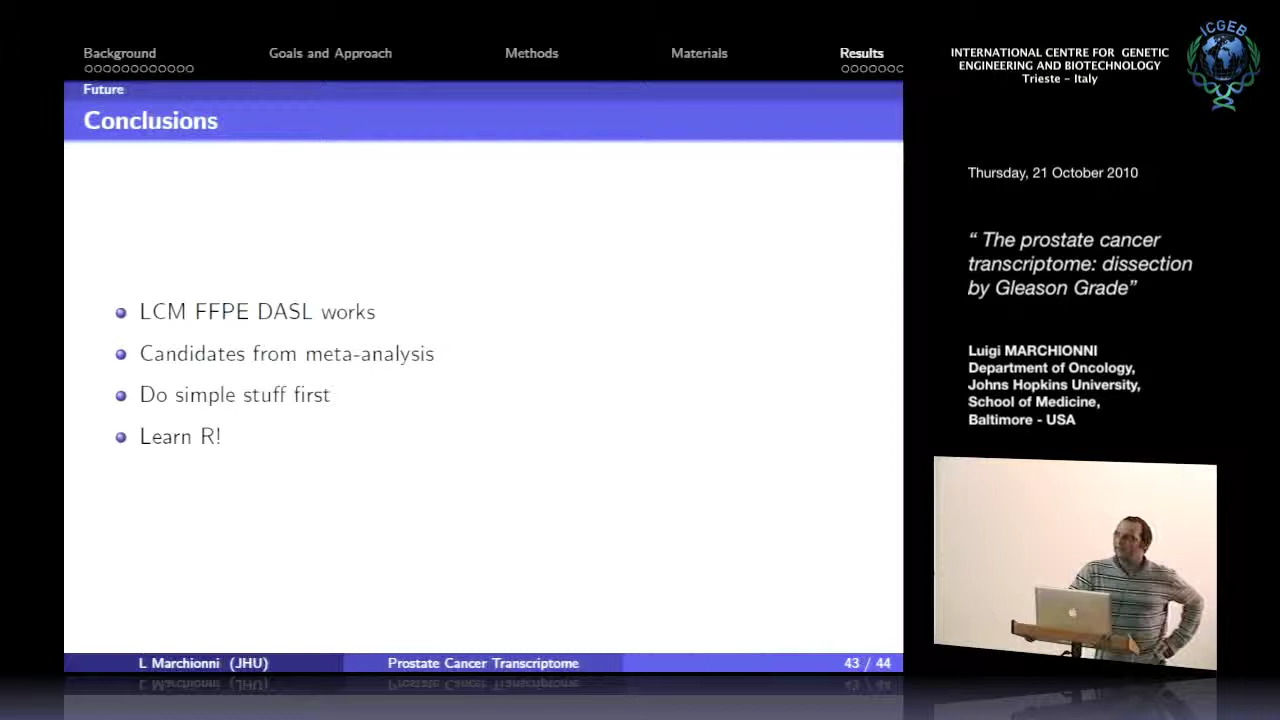 Background
Goals and Approach
Methods
Materials
Results
Future
Conclusions
LCM FFPE DASL works
Candidates from meta-analysis
Do simple stuff first
Learn R!
L Marchionni (JHU)
Prostate Cancer Transcriptome
43 / 44
INTERNATIONAL CENTRE FOR GENETIC
ENGINEERING AND BIOTECHNOLOGY
Trieste – Italy
ICGEB
Thursday, 21 October 2010
“ The prostate cancer
transcriptome: dissection
by Gleason Grade”
Luigi MARCHIONNI
Department of Oncology,
Johns Hopkins University,
School of Medicine,
Baltimore - USA